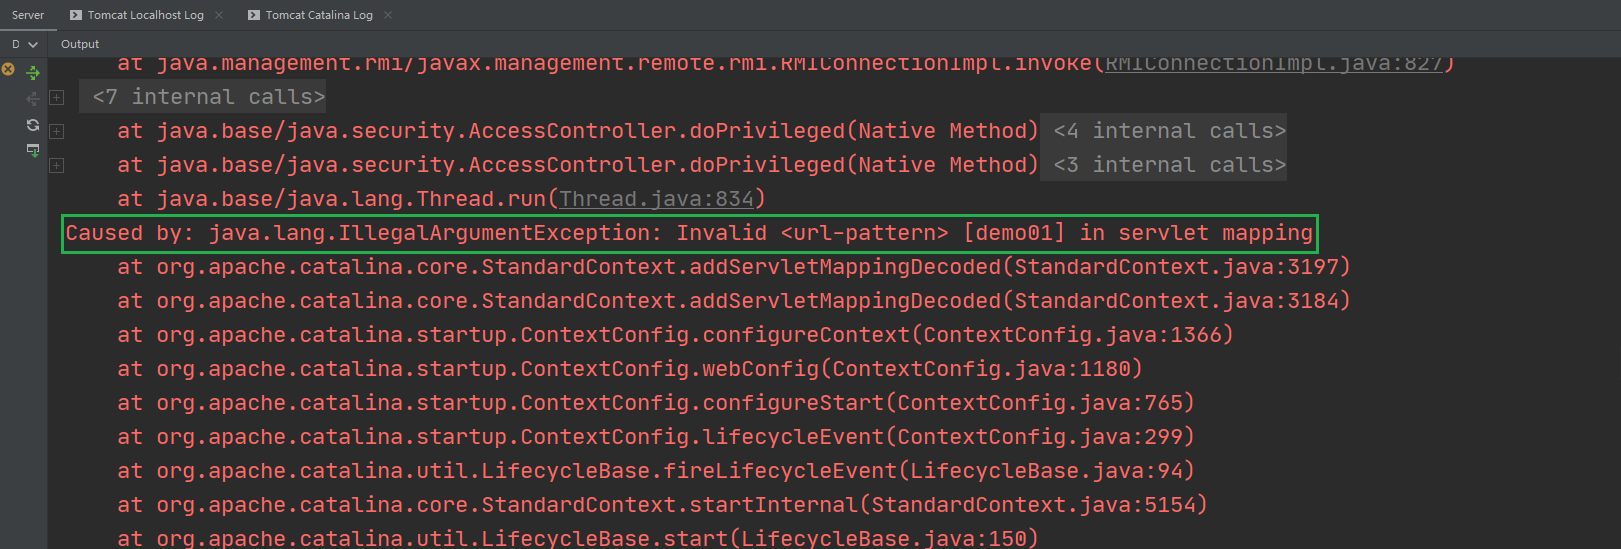 Server Tomcat Localhost Log Tomcat Catalina Log
D Output
at java.management.rmi/javax.management.remote.rmi.RMIConnectionImpl.invoke(RMIConnectionImpl.java:827)
<7 internal calls>
at java.base/java.security.AccessController.doPrivileged(Native Method) <4 internal calls>
at java.base/java.security.AccessController.doPrivileged(Native Method) <3 internal calls>
at java.base/java.lang.Thread.run(Thread.java:834)
Caused by: java.lang.IllegalArgumentException: Invalid <url-pattern> [demo01] in servlet mapping
at org.apache.catalina.core.StandardContext.addServletMappingDecoded(StandardContext.java:3197)
at org.apache.catalina.core.StandardContext.addServletMappingDecoded(StandardContext.java:3184)
at org.apache.catalina.startup.ContextConfig.configureContext(ContextConfig.java:1366)
at org.apache.catalina.startup.ContextConfig.webConfig(ContextConfig.java:1180)
at org.apache.catalina.startup.ContextConfig.configureStart(ContextConfig.java:765)
at org.apache.catalina.startup.ContextConfig.lifecycleEvent(ContextConfig.java:299)
at org.apache.catalina.util.LifecycleBase.fireLifecycleEvent(LifecycleBase.java:94)
at org.apache.catalina.core.StandardContext.startInternal(StandardContext.java:5154)
at org.apache.catalina.util.LifecycleBase.start(LifecycleBase.java:150)